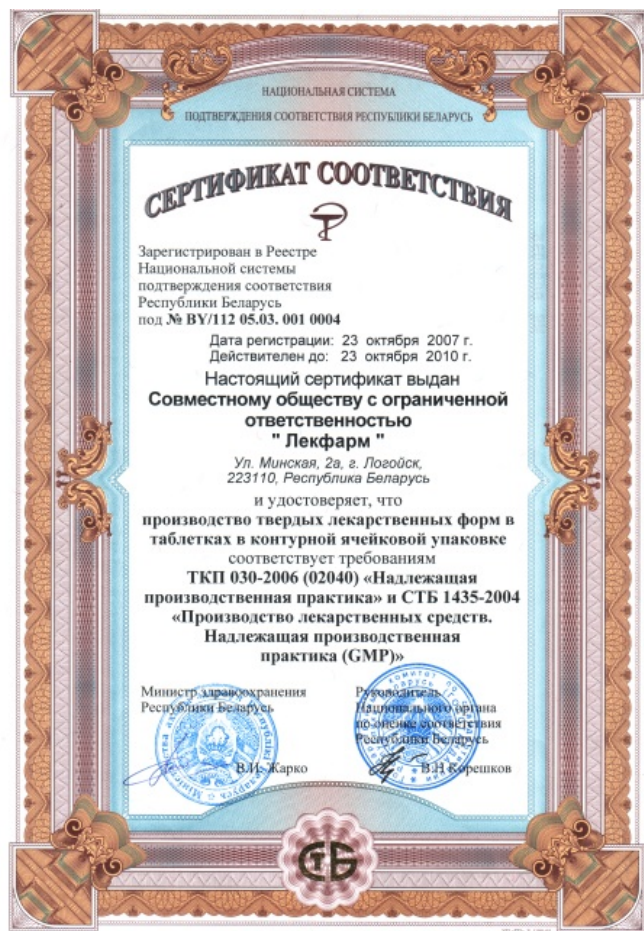 НАЦИОНАЛЬНАЯ СИСТЕМА
ПОДТВЕРЖДЕНИЯ СООТВЕТСТВИЯ РЕСПУБЛИКИ БЕЛАРУСЬ
СЕРТИФИКАТ СООТВЕТСТВИЯ
Зарегистрирован в Реестре
Национальной системы
подтверждения соответствия
Республики Беларусь
под № BY/112 05.03. 001 0004
Дата регистрации: 23 октября 2007 г.
Действителен до: 23 октября 2010 г.
Настоящий сертификат выдан
Совместному обществу с ограниченной
ответственностью
" Лекфарм "
Ул. Минская, 2а, г. Логойск,
223110, Республика Беларусь
и удостоверяет, что
производство твердых лекарственных форм в
таблетках в контурной ячейковой упаковке
соответствует требованиям
ТКП 030-2006 (02040) «Надлежащая
производственная практика» и СТБ 1435-2004
«Производство лекарственных средств.
Надлежащая производственная
практика (GMP)»
Министр здравоохранения
Республики Беларусь
В.И. Жарко
Руководитель
Национального органа
по оценке соответствия
Республики Беларусь
В.Н Корешков
СТБ